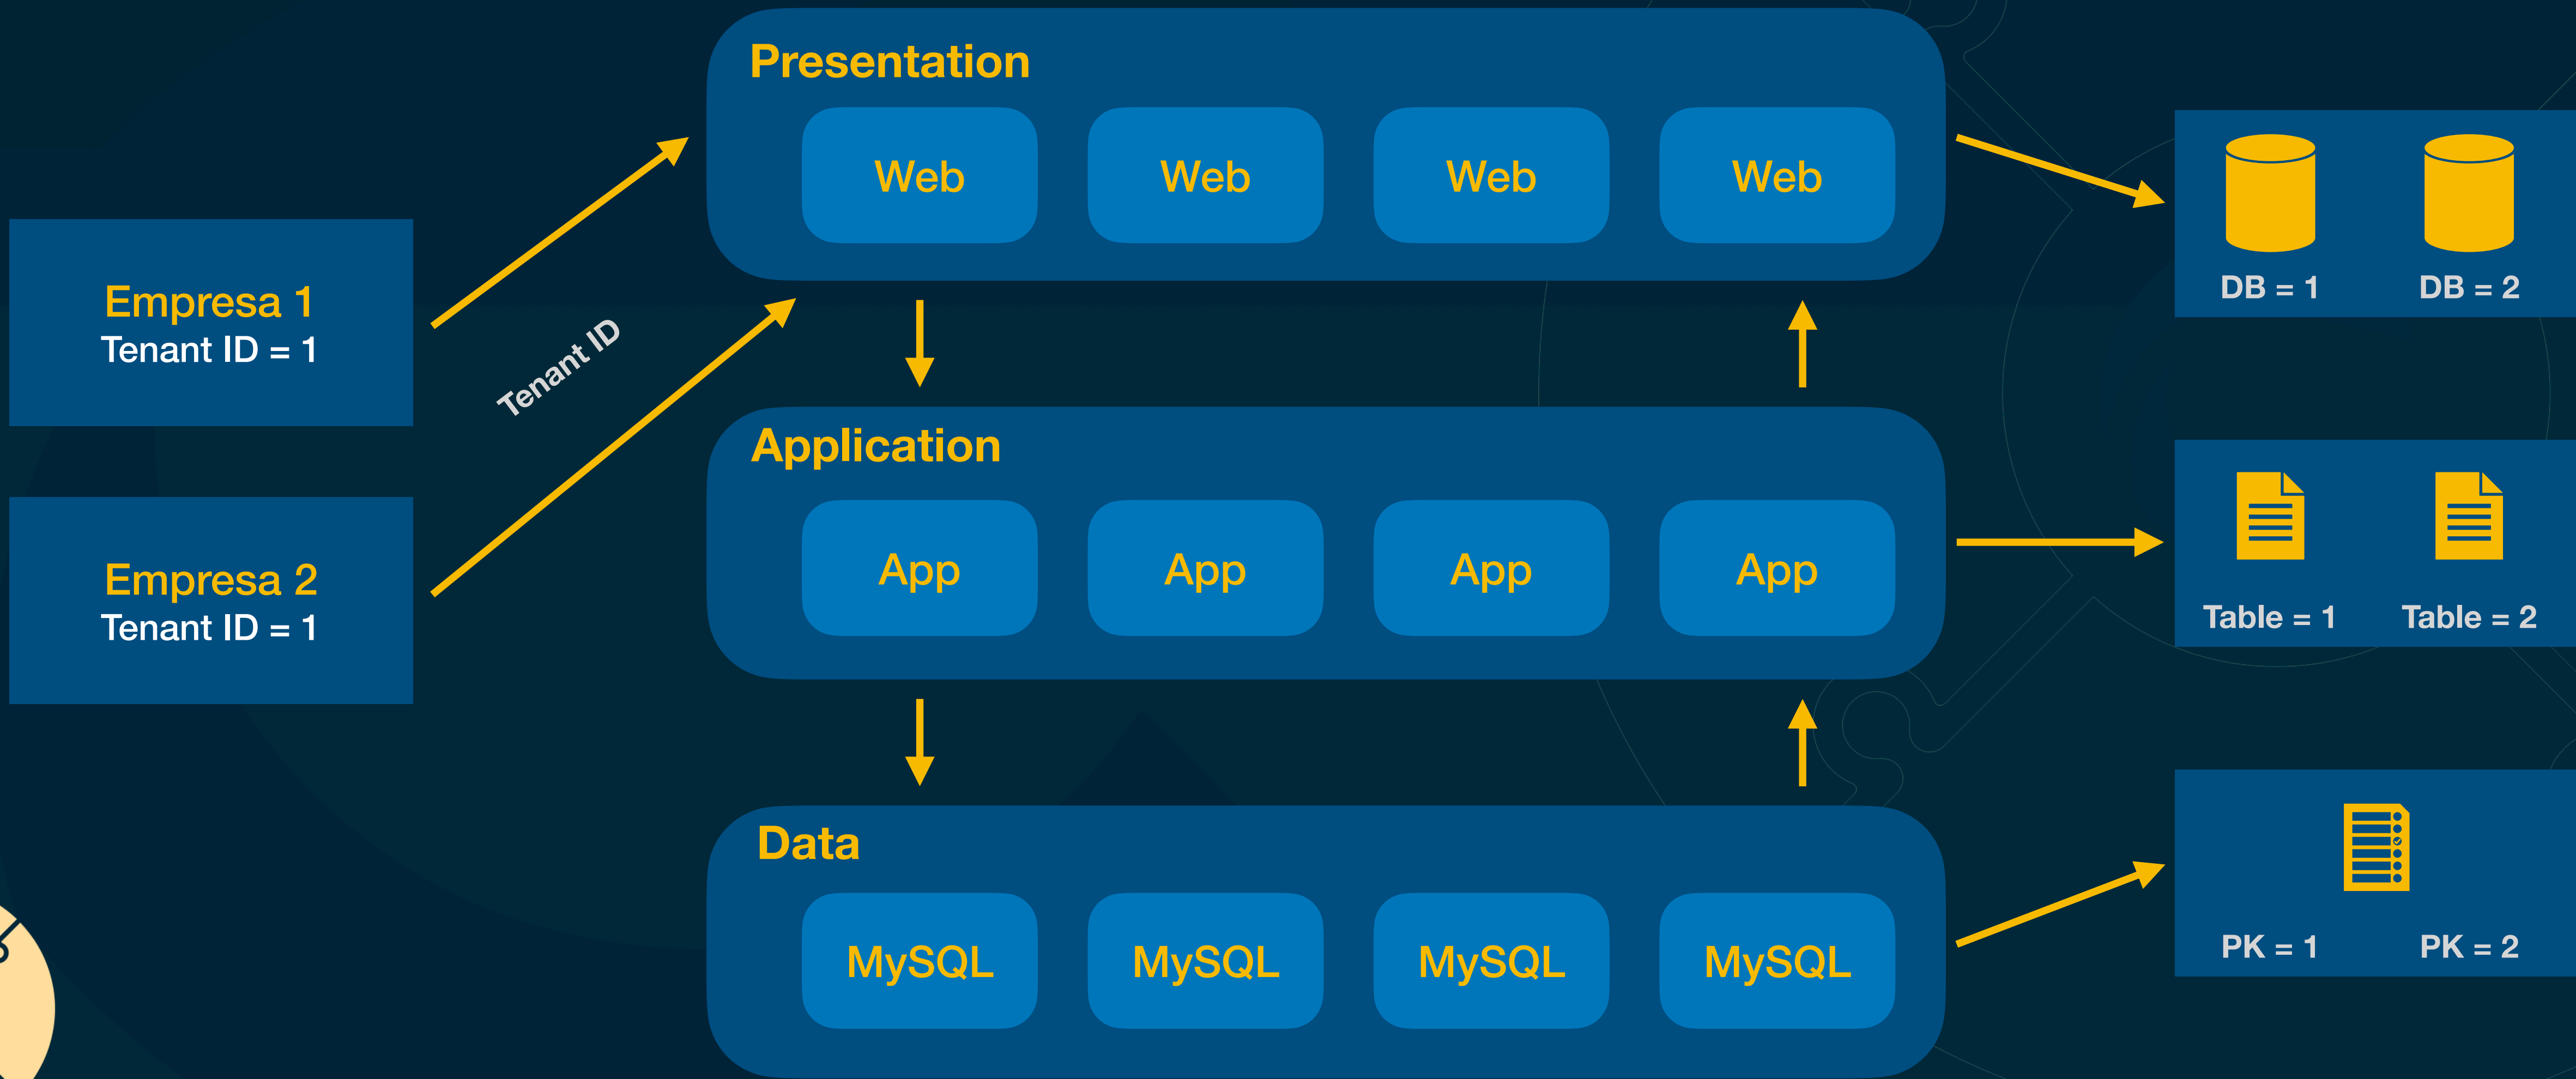 Presentation
Web
Web
Web
Web
DB = 1
DB = 2
Empresa 1
Tenant ID = 1
Tenant ID
Application
App
App
App
App
Table = 1
Table = 2
Empresa 2
Tenant ID = 1
Data
MySQL
MySQL
MySQL
MySQL
PK = 1
PK = 2